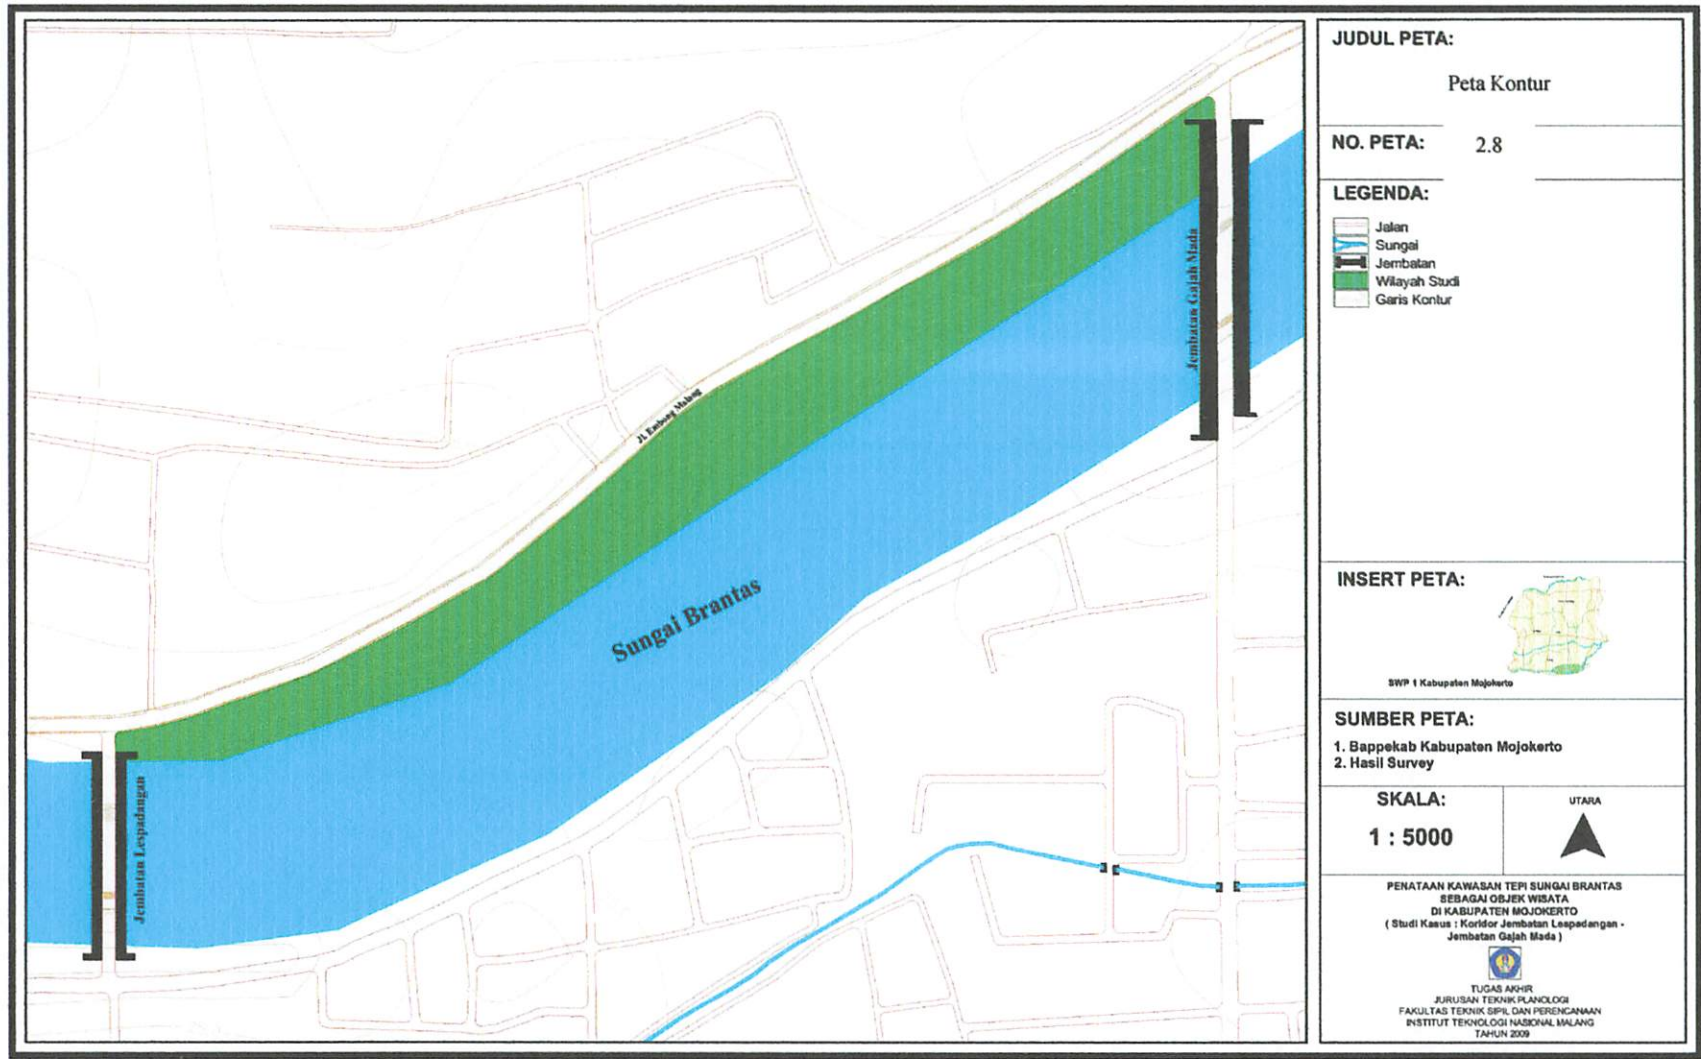 JUDUL PETA:
Peta Kontur
NO. PETA: 2.8
LEGENDA:
Jalan
Sungai
Jembatan
Wilayah Studi
Garis Kontur
INSERT PETA:
SWP 1 Kabupaten Mojokerto
SUMBER PETA:
1. Bappekab Kabupaten Mojokerto
2. Hasil Survey
SKALA:
1 : 5000
UTARA
PENATAAN KAWASAN TEPI SUNGAI BRANTAS
SEBAGAI OBJEK WISATA
DI KABUPATEN MOJOKERTO
( Studi Kasus : Koridor Jembatan Lespadangan -
Jembatan Gajah Mada )
TUGAS AKHIR
JURUSAN TEKNIK PLANOLOGI
FAKULTAS TEKNIK SIPIL DAN PERENCANAAN
INSTITUT TEKNOLOGI NASIONAL MALANG
TAHUN 2009
Jembatan Gajah Mada
Jl. Embong Malang
Sungai Brantas
Jembatan Lespadangan